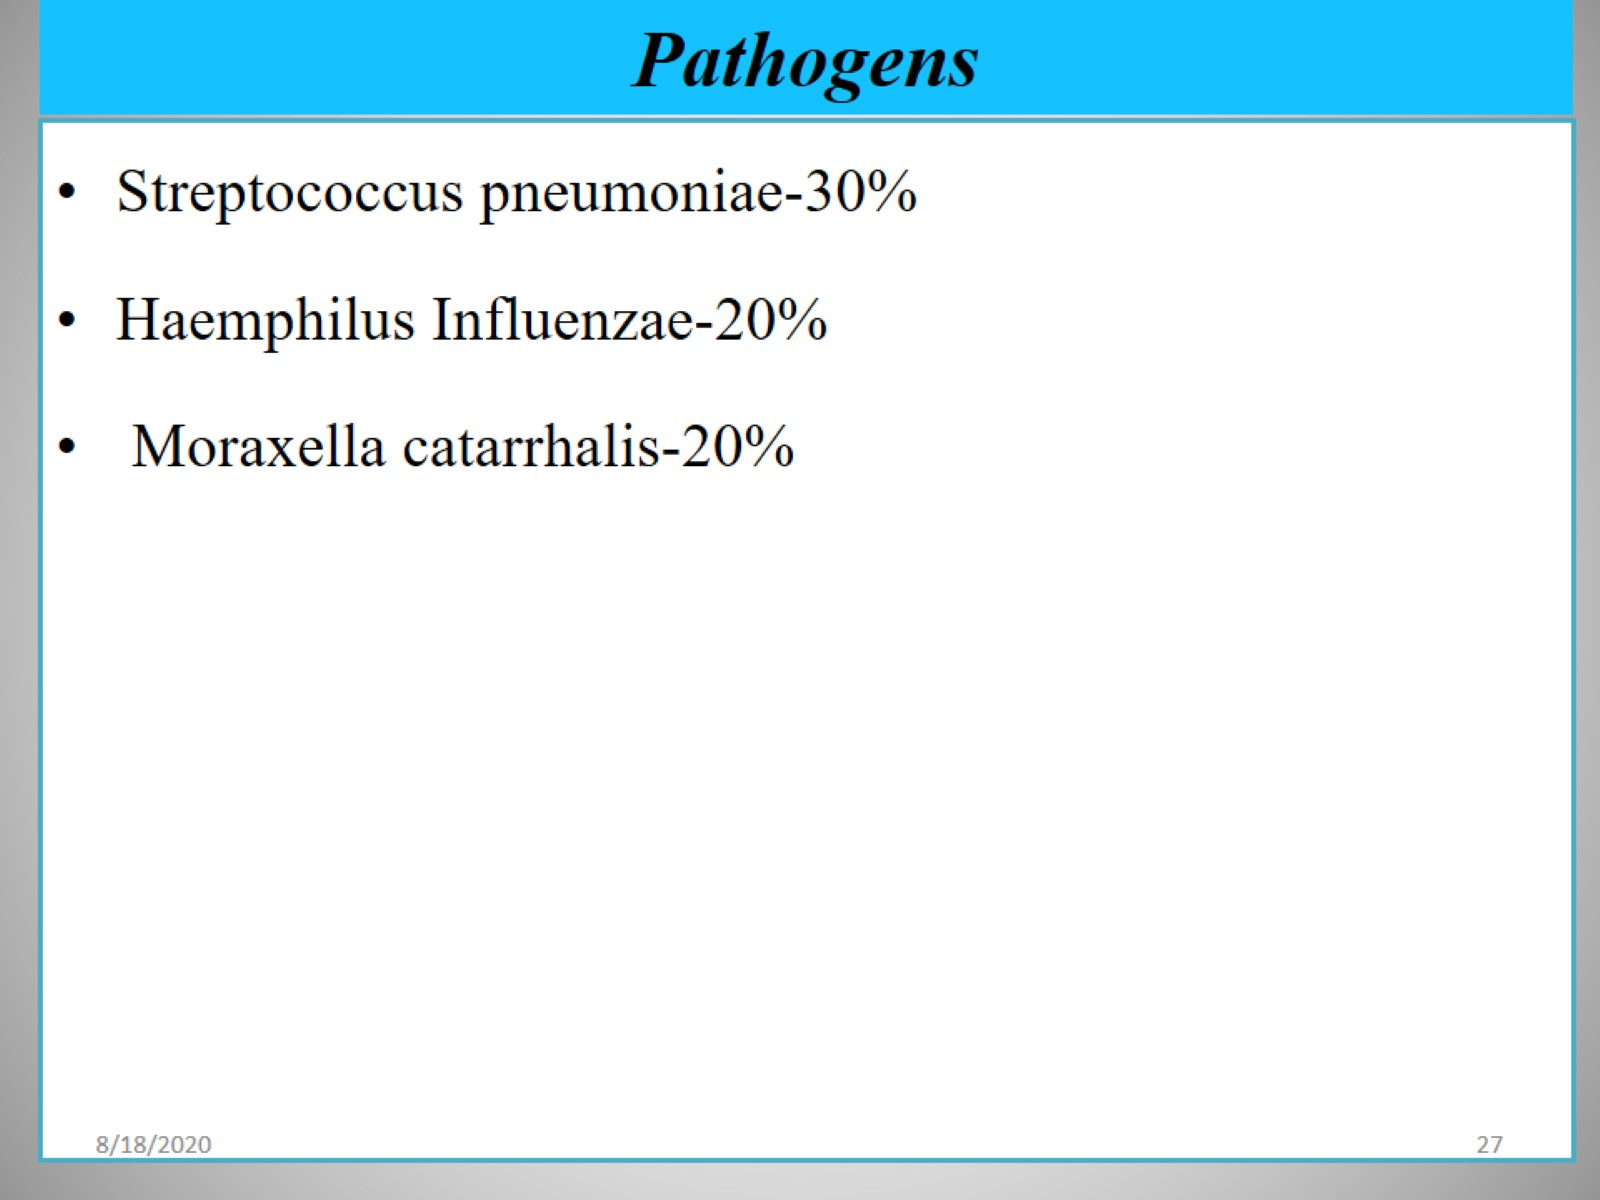 Pathogens
• Streptococcus pneumoniae-30%
• Haemphilus Influenzae-20%
• Moraxella catarrhalis-20%
8/18/2020
27